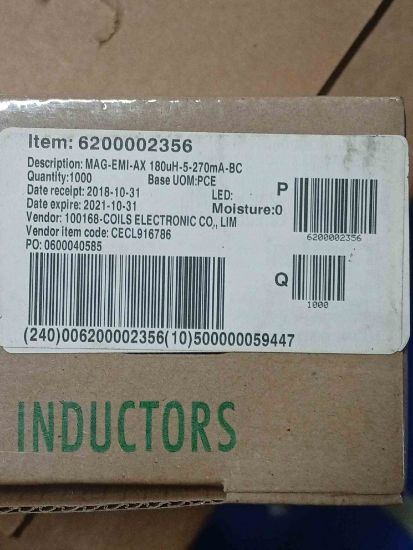 Item: 6200002356
Description: MAG-EMI-AX 180uH-5-270mA-BC
Quantity:1000 Base UOM:PCE
Date receipt: 2018-10-31 LED:
Date expire: 2021-10-31 Moisture:0
Vendor: 100168-COILS ELECTRONIC CO., LIM
Vendor item code: CECL916786
PO: 0600040585
P
6200002356
Q
1000
(240)006200002356(10)500000059447
INDUCTORS